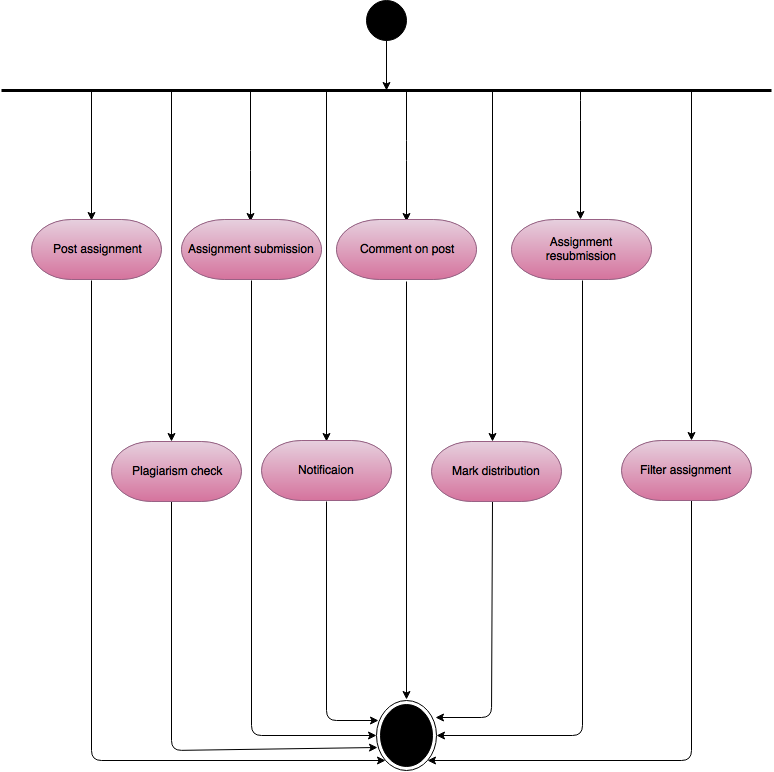 Post assignment
Assignment submission
Comment on post
Assignment
resubmission
Plagiarism check
Notificaion
Mark distribution
Filter assignment